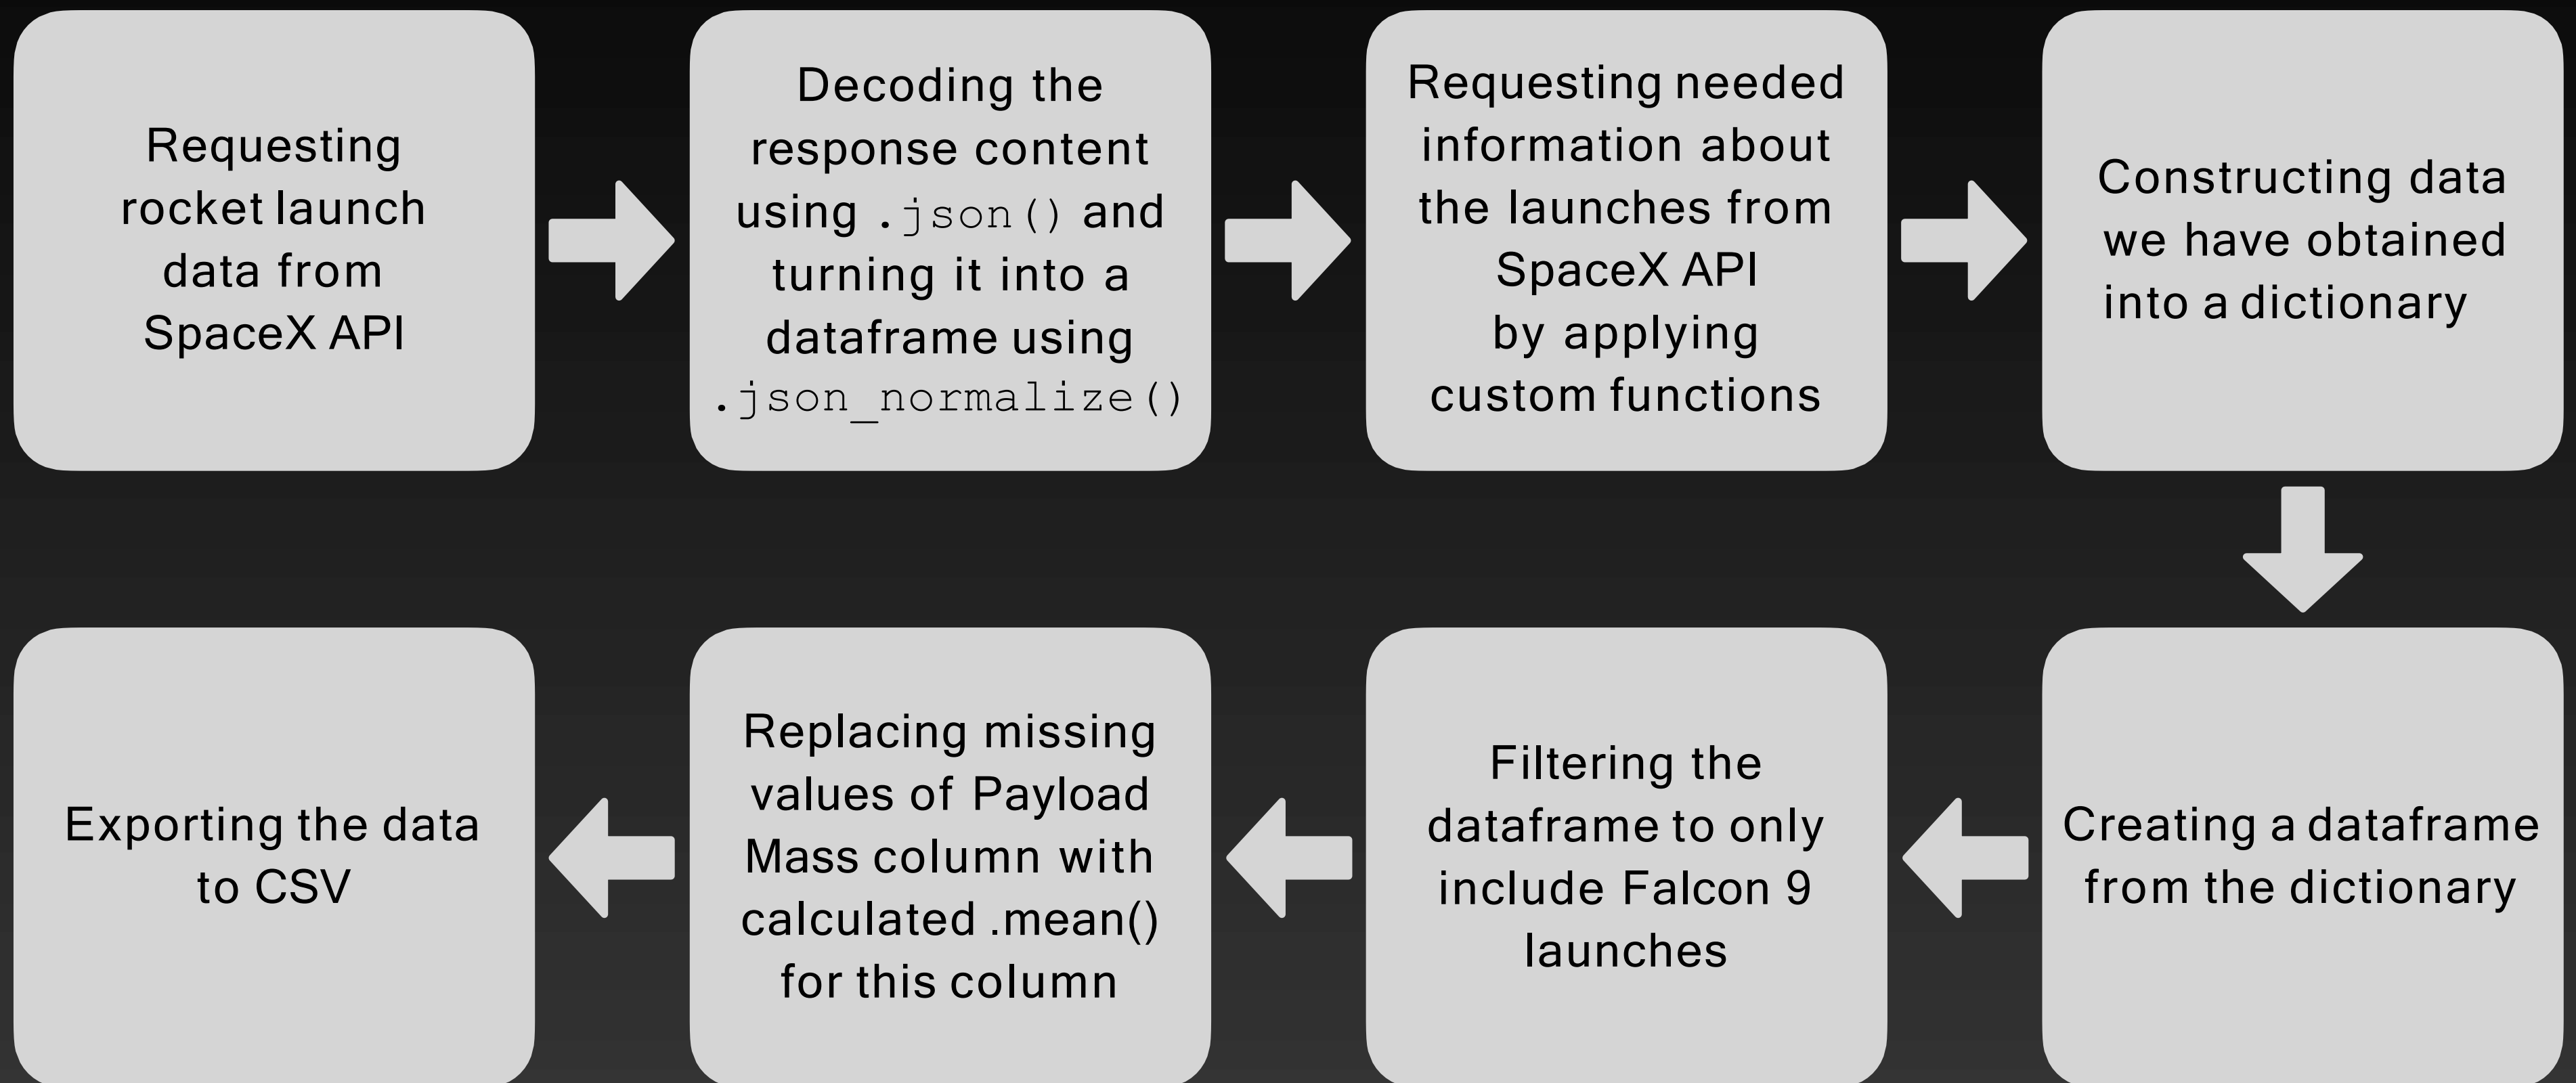 Requesting
rocket launch
data from
SpaceX API
Decoding the
response content
using .json() and
turning it into a
dataframe using
.json_normalize()
Requesting needed
information about
the launches from
SpaceX API
by applying
custom functions
Constructing data
we have obtained
into a dictionary
Creating a dataframe
from the dictionary
Filtering the
dataframe to only
include Falcon 9
launches
Replacing missing
values of Payload
Mass column with
calculated .mean()
for this column
Exporting the data
to CSV